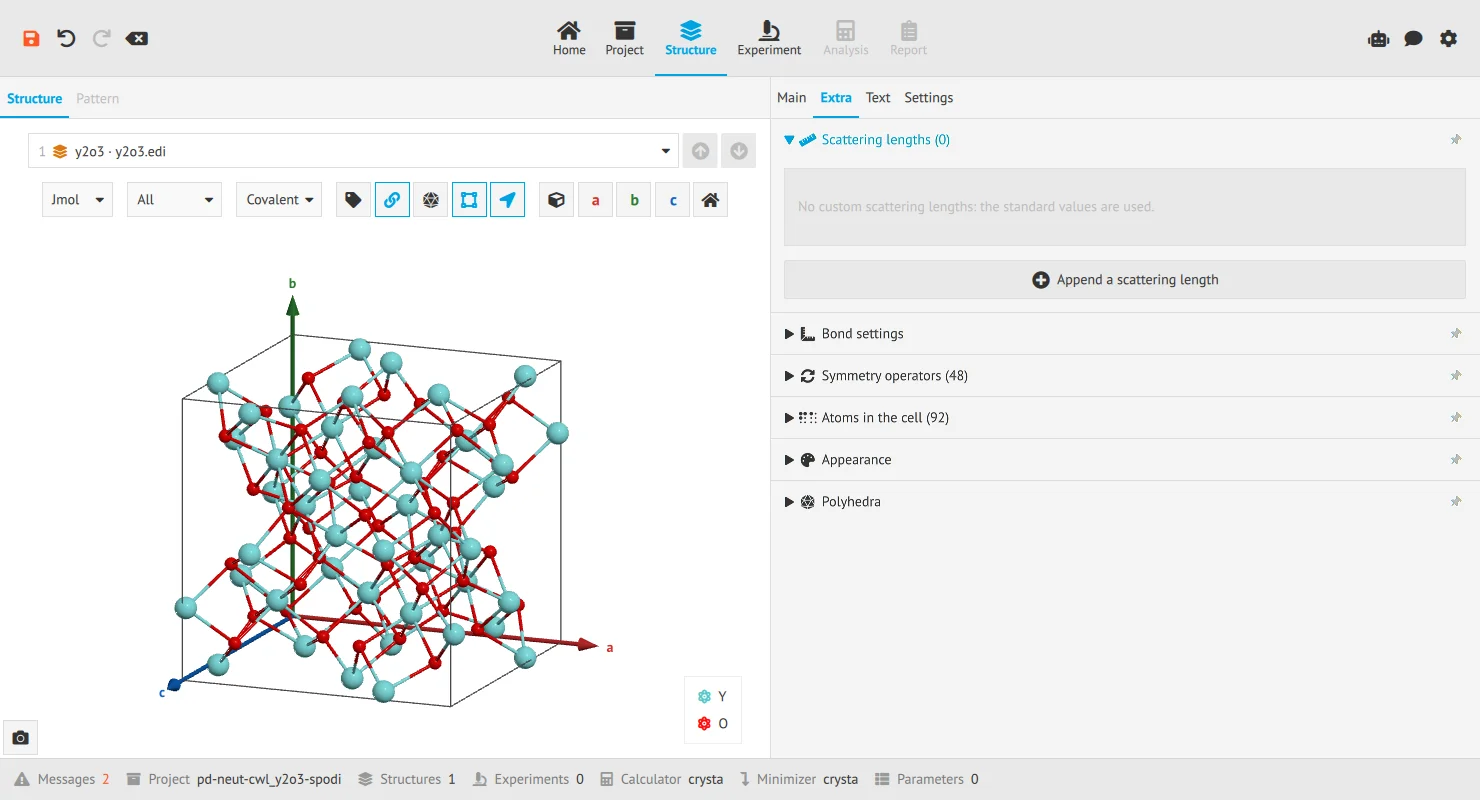 Home Project Structure Experiment Analysis Report
Structure Pattern
Main Extra Text Settings
1 y2o3 · y2o3.edi
Jmol All Covalent a b c
b
a
c
Y
O
Scattering lengths (0)
No custom scattering lengths: the standard values are used.
Append a scattering length
Bond settings
Symmetry operators (48)
Atoms in the cell (92)
Appearance
Polyhedra
Messages 2 Project pd-neut-cwl_y2o3-spodi Structures 1 Experiments 0 Calculator crysta Minimizer crysta Parameters 0